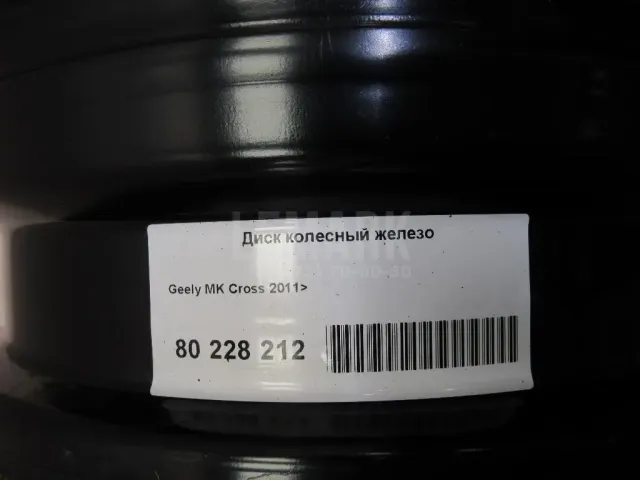 Диск колесный железо
Geely MK Cross 2011>
80 228 212